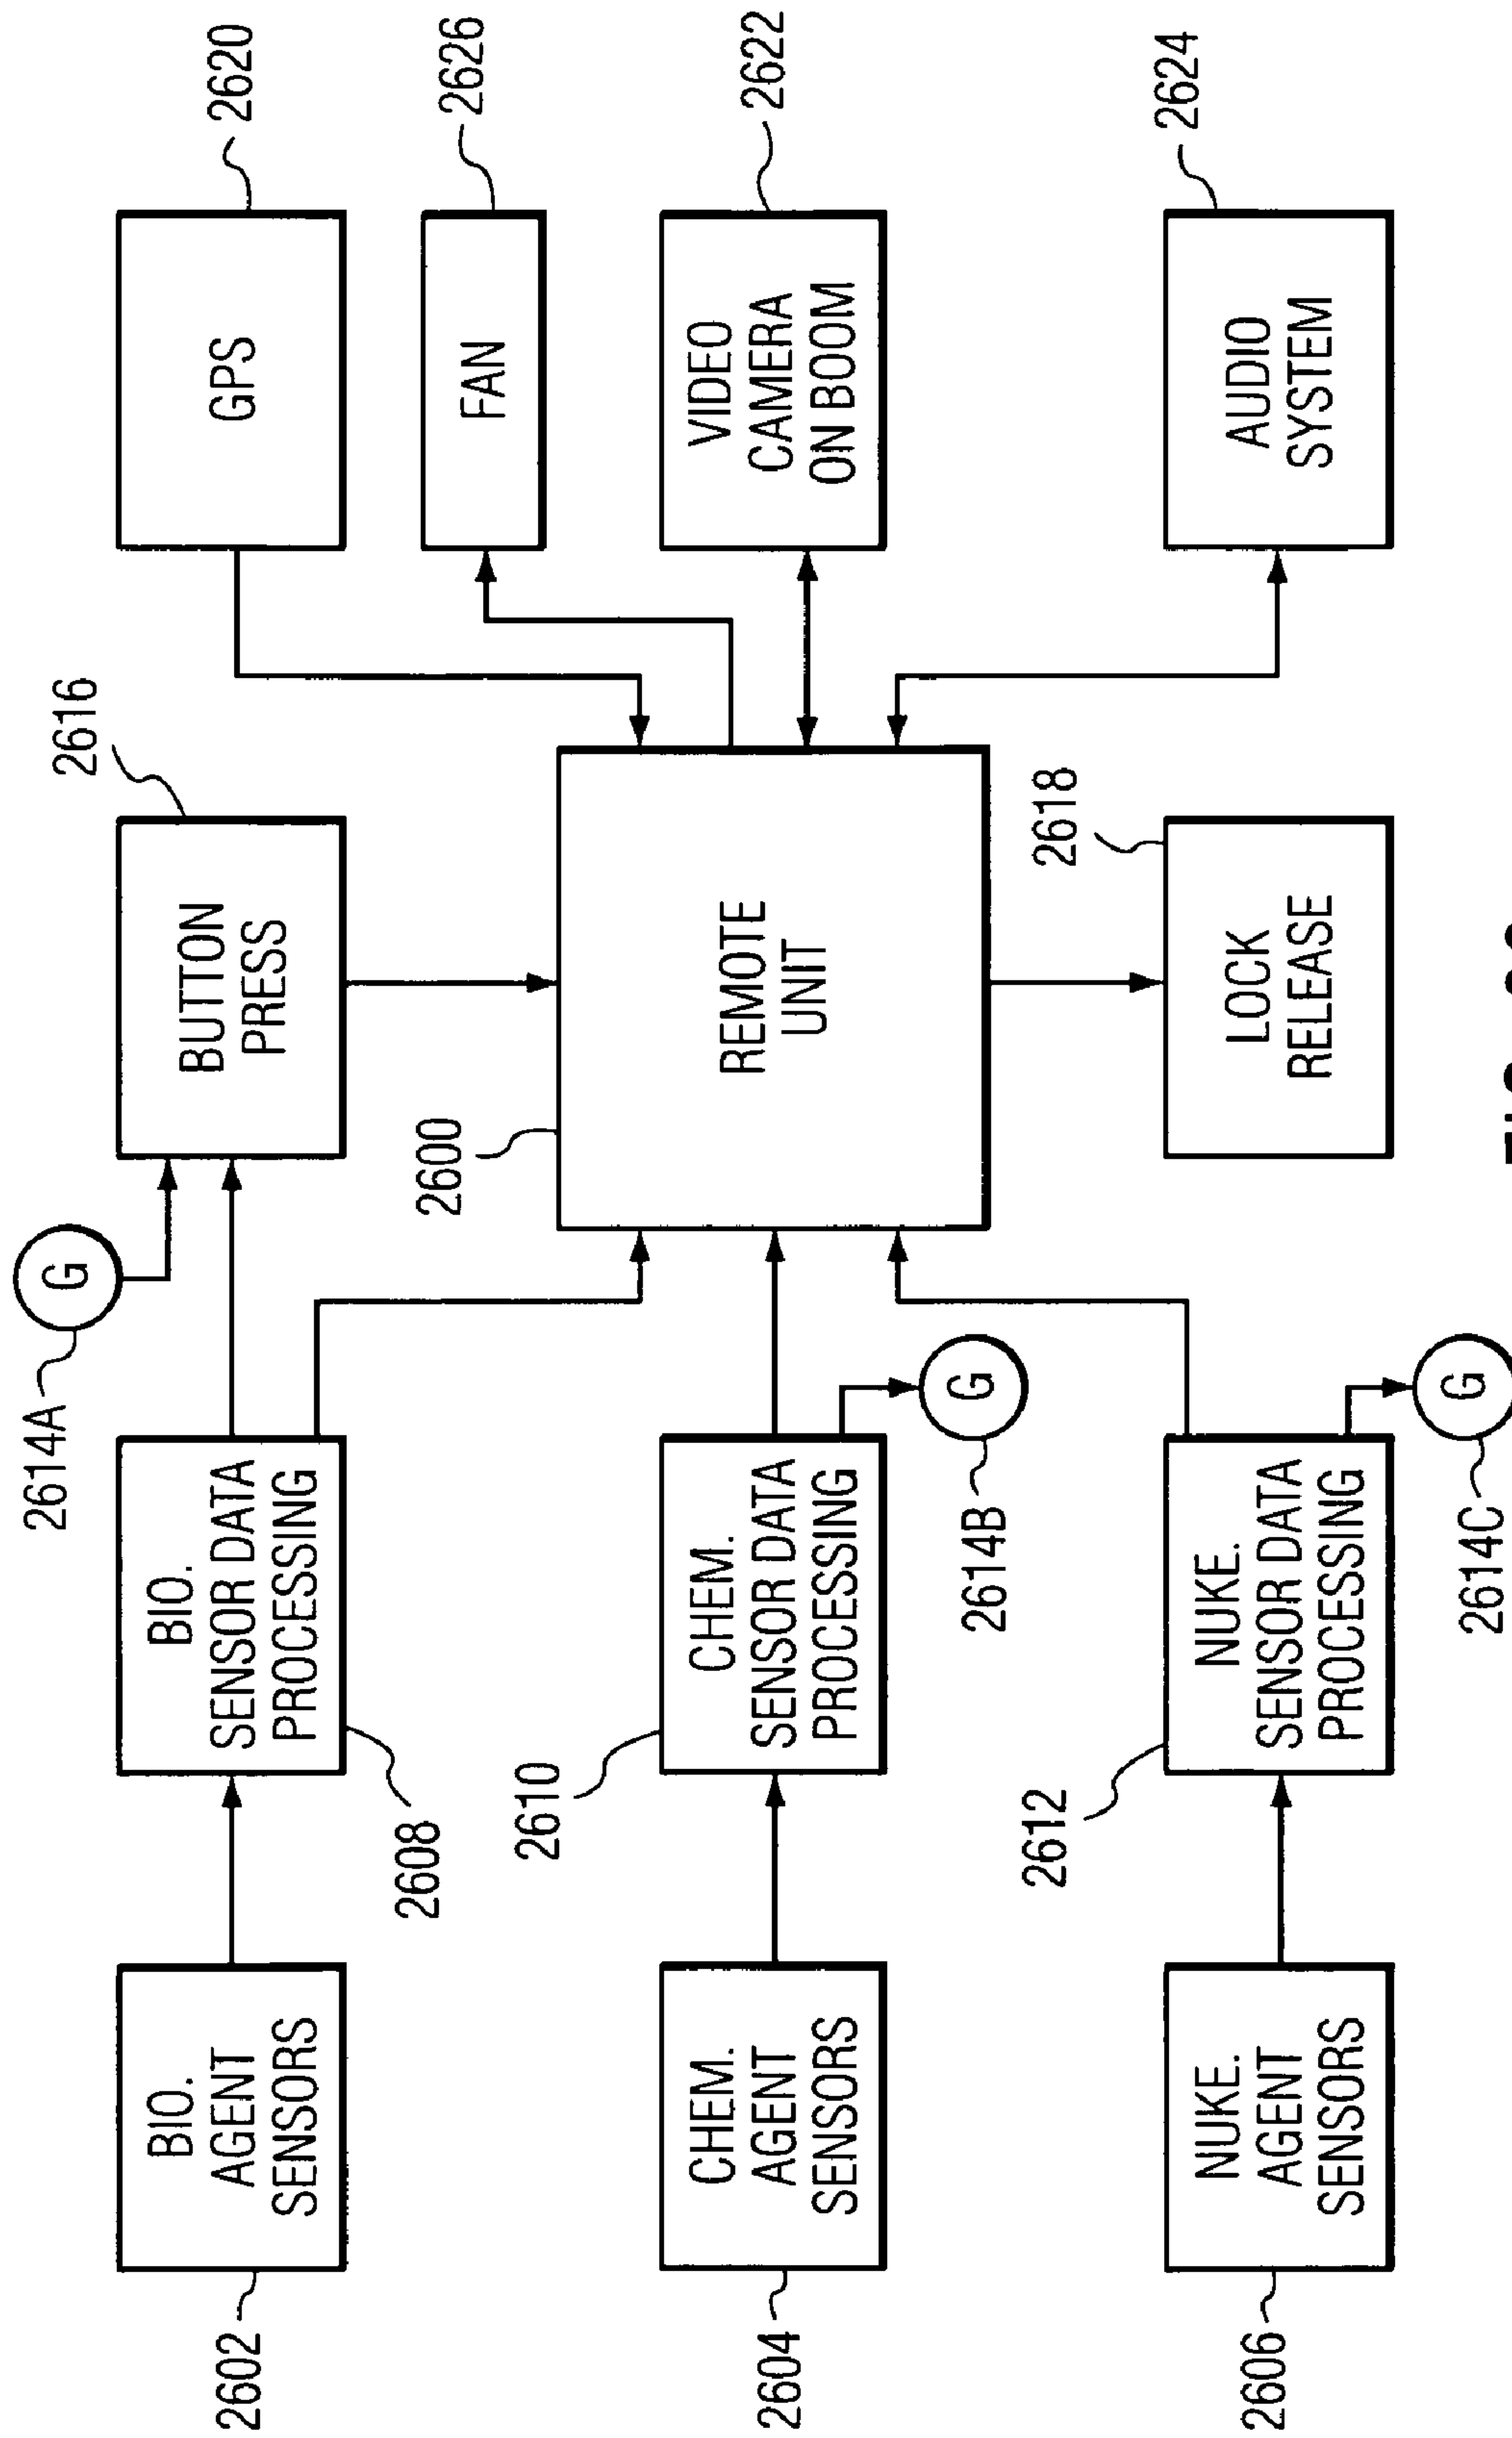 2602
BIO.
AGENT
SENSORS
2608
BIO.
SENSOR DATA
PROCESSING
2614A
G
BUTTON
PRESS
2616
GPS
2620
FAN
2626
2604
CHEM.
AGENT
SENSORS
2610
CHEM.
SENSOR DATA
PROCESSING
G
2614B
2600
REMOTE
UNIT
VIDEO
CAMERA
ON BOOM
2622
2606
NUKE.
AGENT
SENSORS
2612
NUKE.
SENSOR DATA
PROCESSING
G
2614C
LOCK
RELEASE
2618
AUDIO
SYSTEM
2624